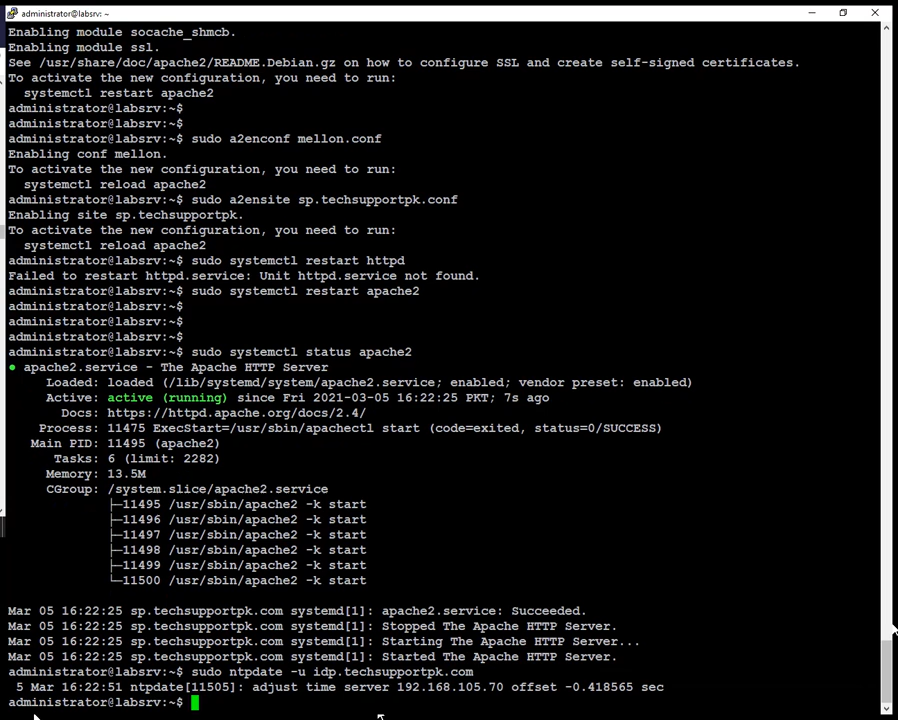 administrator@labsrv: ~
Enabling module socache_shmcb.
Enabling module ssl.
See /usr/share/doc/apache2/README.Debian.gz on how to configure SSL and create self-signed certificates.
To activate the new configuration, you need to run:
  systemctl restart apache2
administrator@labsrv:~$
administrator@labsrv:~$
administrator@labsrv:~$ sudo a2enconf mellon.conf
Enabling conf mellon.
To activate the new configuration, you need to run:
  systemctl reload apache2
administrator@labsrv:~$ sudo a2ensite sp.techsupportpk.conf
Enabling site sp.techsupportpk.
To activate the new configuration, you need to run:
  systemctl reload apache2
administrator@labsrv:~$ sudo systemctl restart httpd
Failed to restart httpd.service: Unit httpd.service not found.
administrator@labsrv:~$ sudo systemctl restart apache2
administrator@labsrv:~$
administrator@labsrv:~$
administrator@labsrv:~$
administrator@labsrv:~$ sudo systemctl status apache2
● apache2.service - The Apache HTTP Server
     Loaded: loaded (/lib/systemd/system/apache2.service; enabled; vendor preset: enabled)
     Active: active (running) since Fri 2021-03-05 16:22:25 PKT; 7s ago
       Docs: https://httpd.apache.org/docs/2.4/
    Process: 11475 ExecStart=/usr/sbin/apachectl start (code=exited, status=0/SUCCESS)
   Main PID: 11495 (apache2)
      Tasks: 6 (limit: 2282)
     Memory: 13.5M
     CGroup: /system.slice/apache2.service
             ├─11495 /usr/sbin/apache2 -k start
             ├─11496 /usr/sbin/apache2 -k start
             ├─11497 /usr/sbin/apache2 -k start
             ├─11498 /usr/sbin/apache2 -k start
             ├─11499 /usr/sbin/apache2 -k start
             └─11500 /usr/sbin/apache2 -k start
Mar 05 16:22:25 sp.techsupportpk.com systemd[1]: apache2.service: Succeeded.
Mar 05 16:22:25 sp.techsupportpk.com systemd[1]: Stopped The Apache HTTP Server.
Mar 05 16:22:25 sp.techsupportpk.com systemd[1]: Starting The Apache HTTP Server...
Mar 05 16:22:25 sp.techsupportpk.com systemd[1]: Started The Apache HTTP Server.
administrator@labsrv:~$ sudo ntpdate -u idp.techsupportpk.com
 5 Mar 16:22:51 ntpdate[11505]: adjust time server 192.168.105.70 offset -0.418565 sec
administrator@labsrv:~$